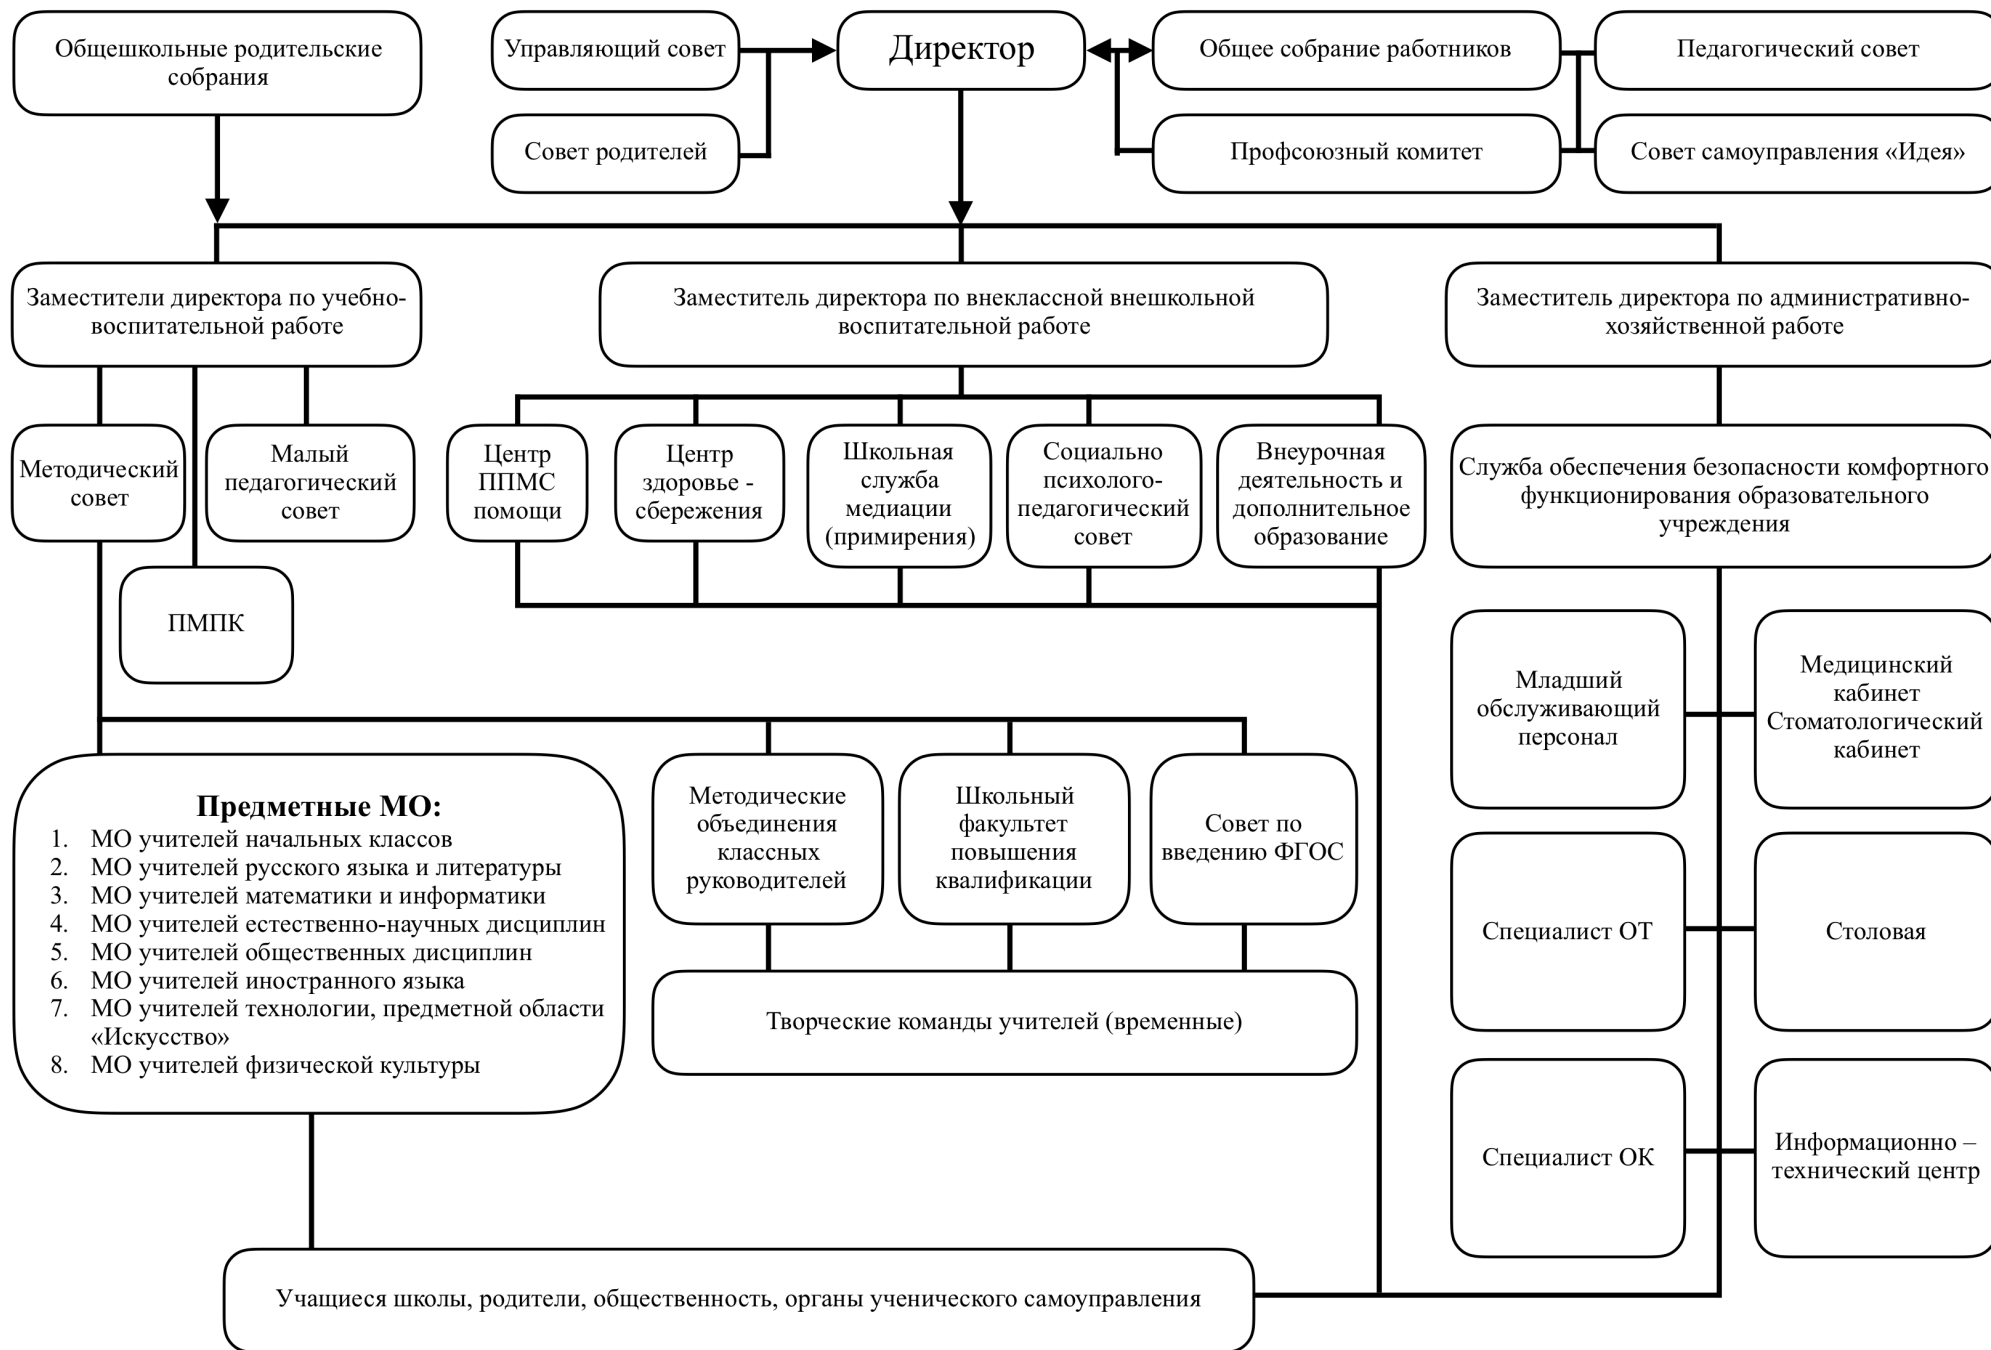 Общешкольные родительские
собрания
Управляющий совет
Директор
Общее собрание работников
Педагогический совет
Совет родителей
Профсоюзный комитет
Совет самоуправления «Идея»
Заместители директора по учебно-
воспитательной работе
Заместитель директора по внеклассной внешкольной
воспитательной работе
Заместитель директора по административно-
хозяйственной работе
Методический
совет
Малый
педагогический
совет
Центр
ППМС
помощи
Центр
здоровье -
сбережения
Школьная
служба
медиации
(примирения)
Социально
психолого-
педагогический
совет
Внеурочная
деятельность и
дополнительное
образование
Служба обеспечения безопасности комфортного
функционирования образовательного
учреждения
ПМПК
Младший
обслуживающий
персонал
Медицинский
кабинет
Стоматологический
кабинет
Предметные МО:
1. МО учителей начальных классов
2. МО учителей русского языка и литературы
3. МО учителей математики и информатики
4. МО учителей естественно-научных дисциплин
5. МО учителей общественных дисциплин
6. МО учителей иностранного языка
7. МО учителей технологии, предметной области
«Искусство»
8. МО учителей физической культуры
Методические
объединения
классных
руководителей
Школьный
факультет
повышения
квалификации
Совет по
введению ФГОС
Специалист ОТ
Столовая
Творческие команды учителей (временные)
Специалист ОК
Информационно –
технический центр
Учащиеся школы, родители, общественность, органы ученического самоуправления